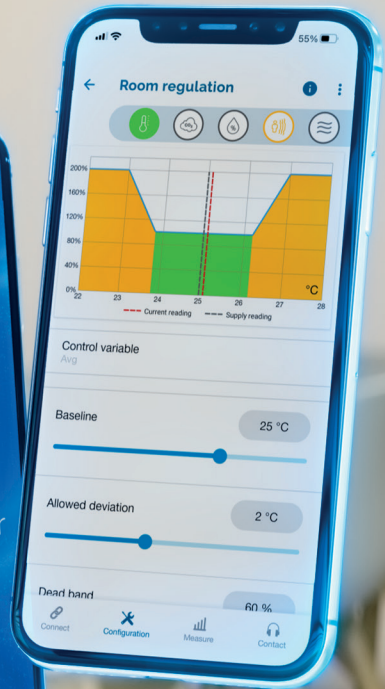 55%
Room regulation
CO₂
%
200%
160%
120%
80%
40%
0%
°C
22 23 24 25 26 27 28
Current reading Supply reading
Control variable
Avg
Baseline
25 °C
Allowed deviation
2 °C
Dead band
60 %
Connect
Configuration
Measure
Contact